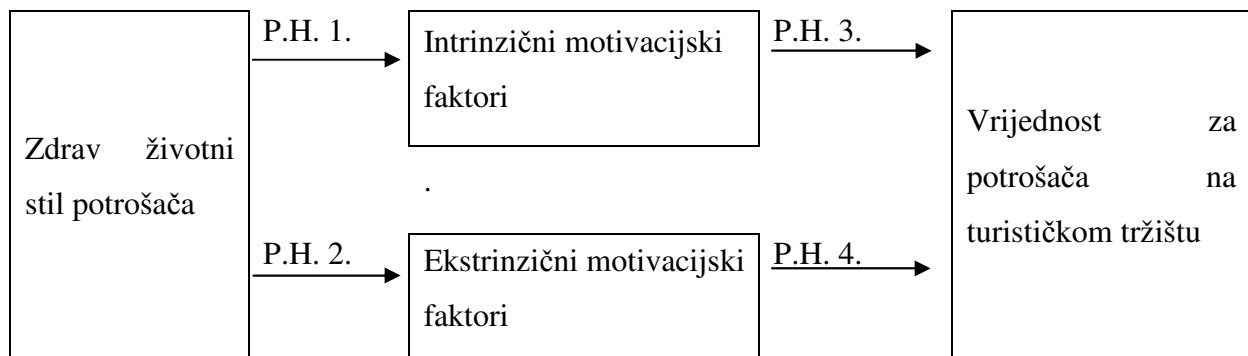 Zdrav životni
stil potrošača
P.H. 1.
P.H. 2.
Intrinzični motivacijski
faktori
.
Ekstrinzični motivacijski
faktori
P.H. 3.
P.H. 4.
Vrijednost za
potrošača na
turističkom tržištu